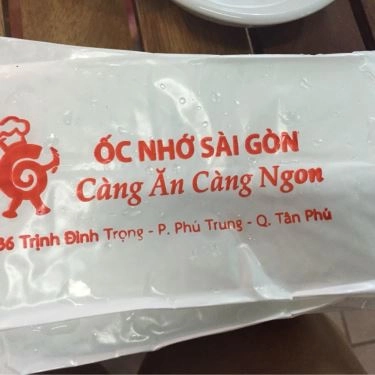 ỐC NHỚ SÀI GÒN
Càng Ăn Càng Ngon
36 Trịnh Đình Trọng - P. Phú Trung - Q. Tân Phú